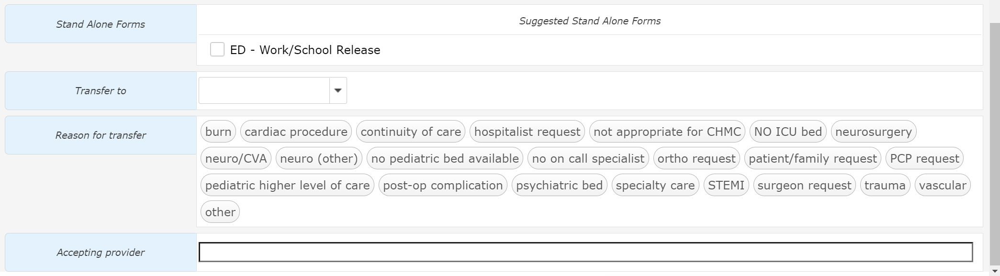 Stand Alone Forms
Suggested Stand Alone Forms
ED - Work/School Release
Transfer to
Reason for transfer
burn cardiac procedure continuity of care hospitalist request not appropriate for CHMC NO ICU bed neurosurgery
neuro/CVA neuro (other) no pediatric bed available no on call specialist ortho request patient/family request PCP request
pediatric higher level of care post-op complication psychiatric bed specialty care STEMI surgeon request trauma vascular
other
Accepting provider